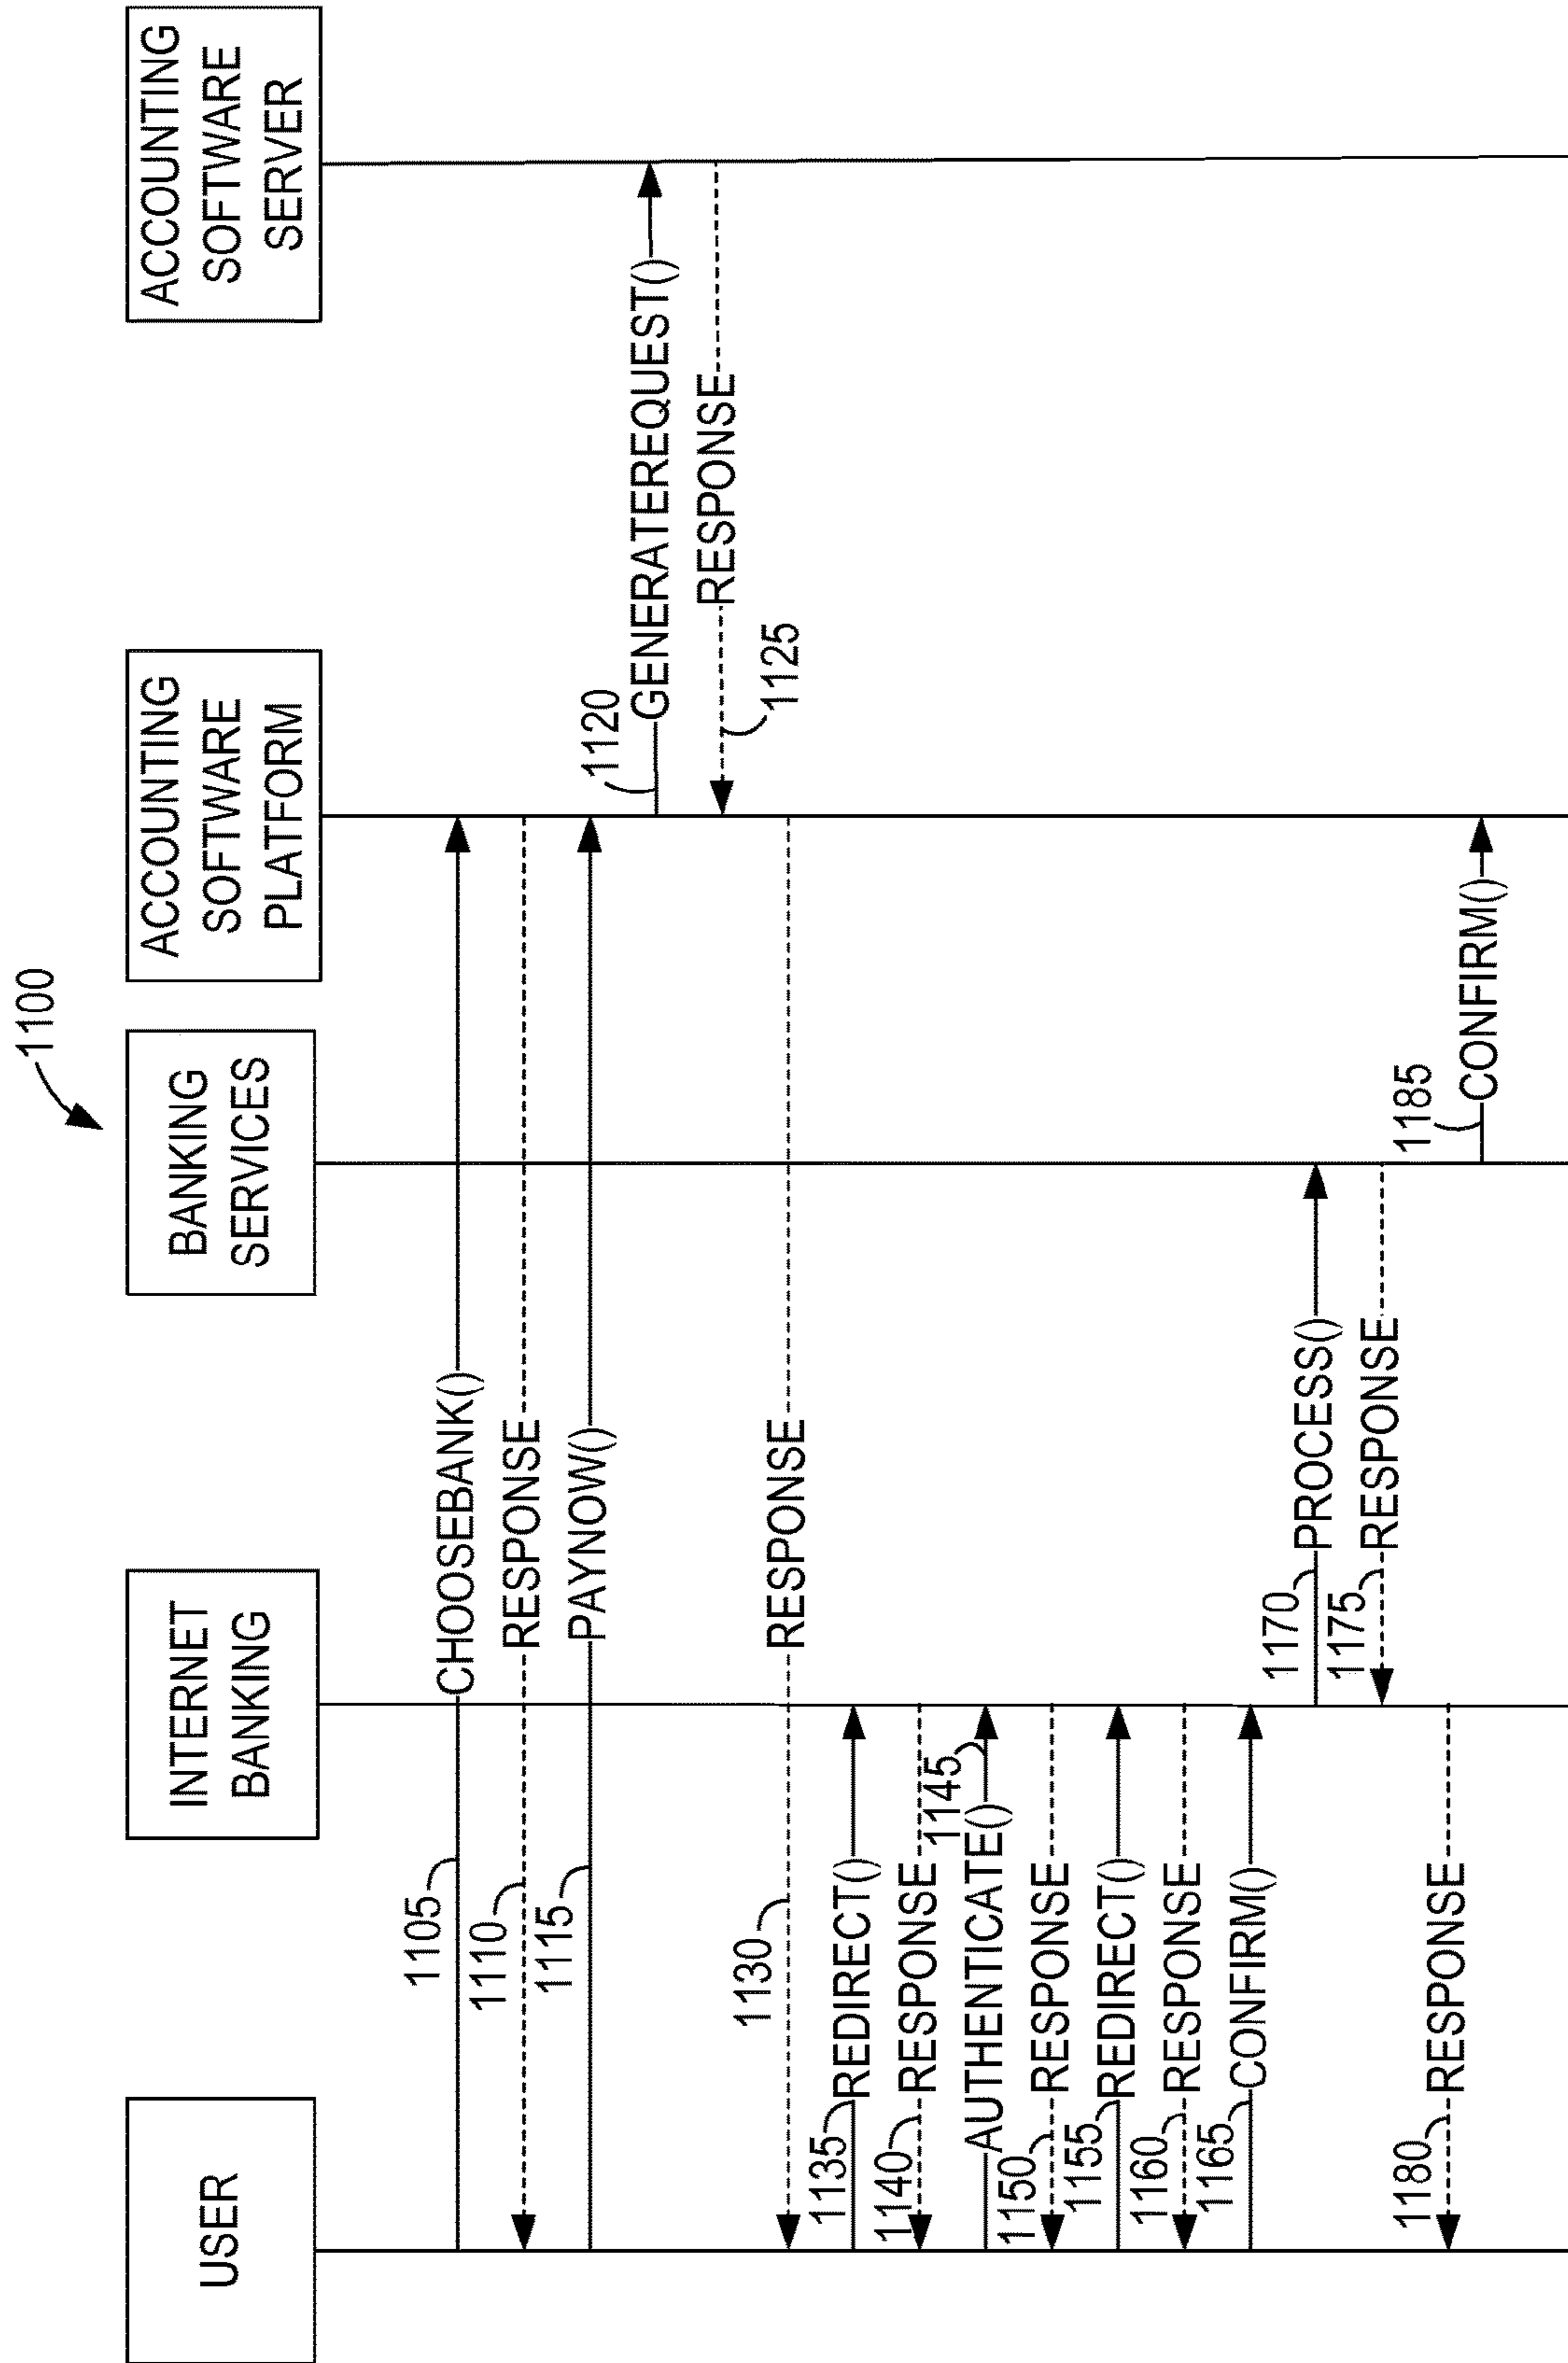 1100
USER
INTERNET
BANKING
BANKING
SERVICES
ACCOUNTING
SOFTWARE
PLATFORM
ACCOUNTING
SOFTWARE
SERVER
1105
CHOOSEBANK()
1110
RESPONSE
1115
PAYNOW()
1120
GENERATEREQUEST()
RESPONSE
1125
1130
RESPONSE
1135
REDIRECT()
1140
RESPONSE
AUTHENTICATE()
1145
1150
RESPONSE
1155
REDIRECT()
1160
RESPONSE
1165
CONFIRM()
1170
PROCESS()
1175
RESPONSE
1180
RESPONSE
1185
CONFIRM()